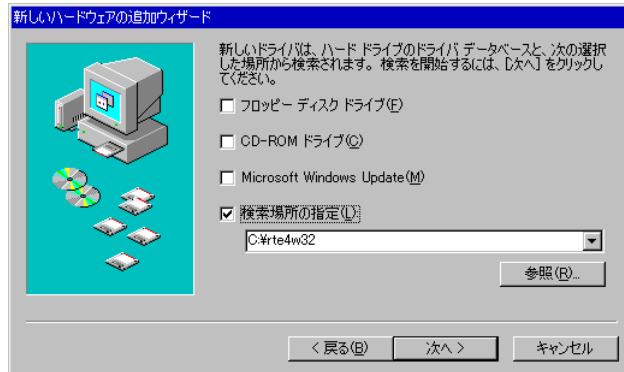 新しいハードウェアの追加ウィザード
新しいドライバは、ハード ドライブのドライバ データベースと、次の選択
した場所から検索されます。検索を開始するには、[次へ] をクリックし
てください。
フロッピー ディスク ドライブ(F)
CD-ROM ドライブ(C)
Microsoft Windows Update(M)
検索場所の指定(L):
C:¥rte4w32
参照(R)...
< 戻る(B)
次へ >
キャンセル